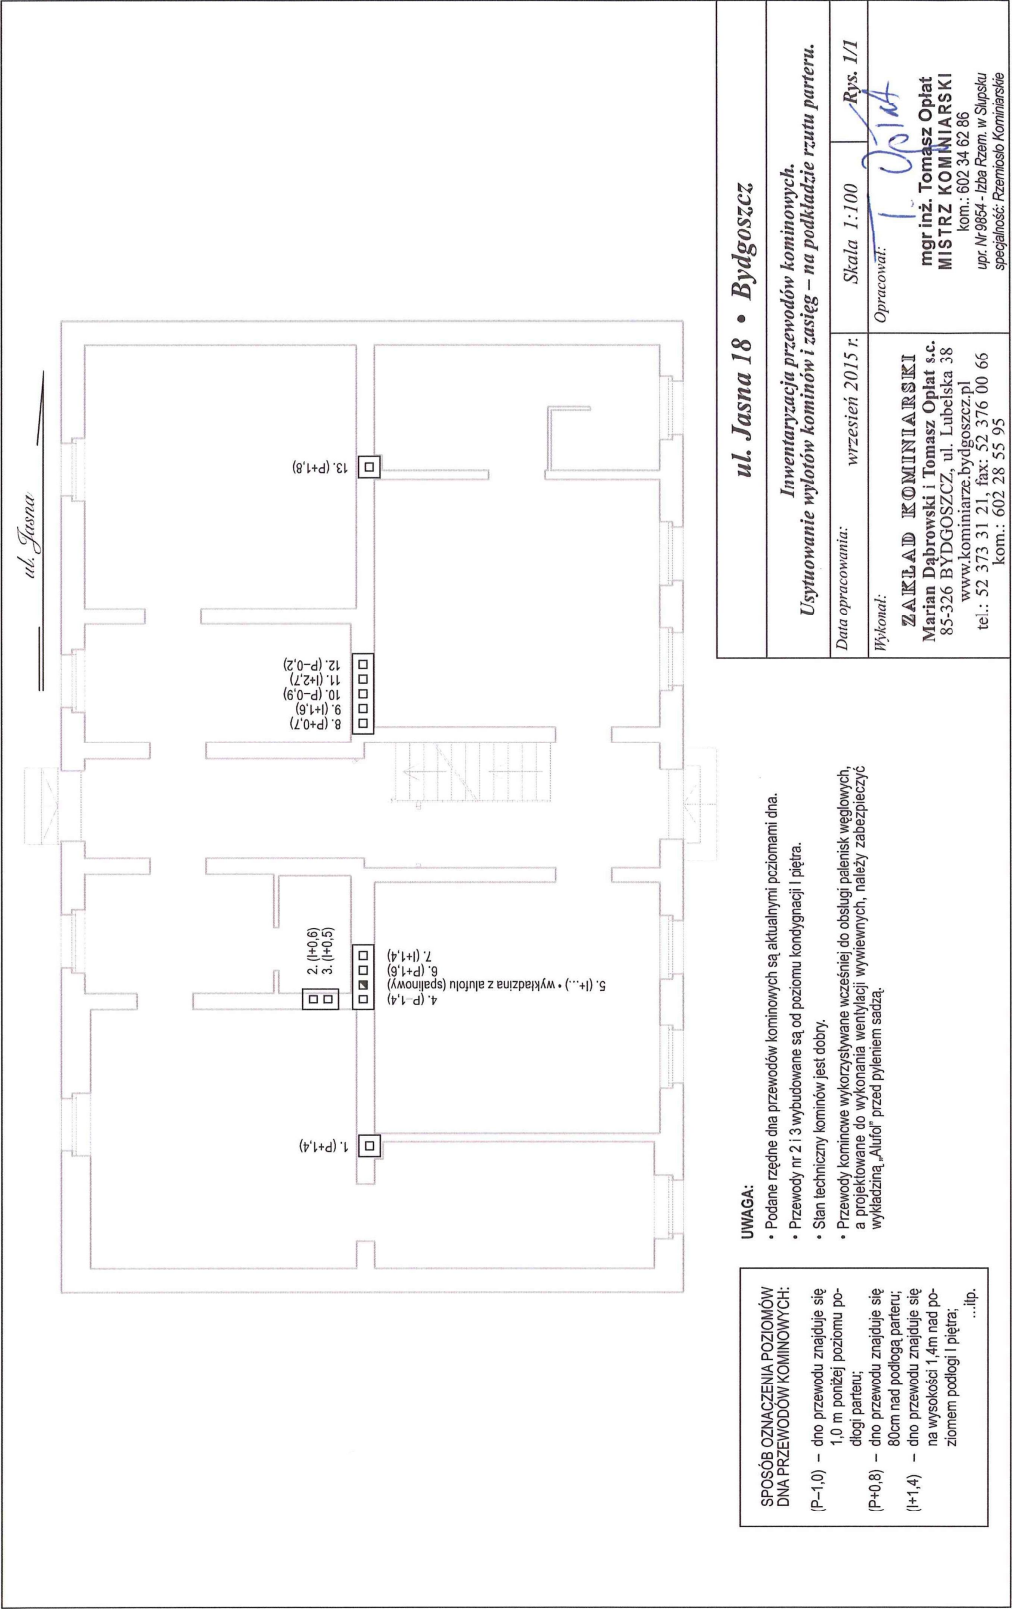 ul. Jasna
1. (P+1,4)
2. (I+0,6)
3. (I+0,5)
4. (P–1,4)
5. (I+...) • wykładzina z alufolu (spalinowy)
6. (P+1,6)
7. (I+1,4)
8. (P+0,7)
9. (I+1,6)
10. (P–0,9)
11. (I+2,7)
12. (P–0,2)
13. (P+1,8)
SPOSÓB OZNACZENIA POZIOMÓW
DNA PRZEWODÓW KOMINOWYCH:
(P–1,0) – dno przewodu znajduje się
1,0 m poniżej poziomu po-
dłogi parteru;
(P+0,8) – dno przewodu znajduje się
80cm nad podłogą parteru;
(I+1,4) – dno przewodu znajduje się
na wysokości 1,4m nad po-
ziomem podłogi I piętra;
...itp.
UWAGA:
• Podane rzędne dna przewodów kominowych są aktualnymi poziomami dna.
• Przewody nr 2 i 3 wybudowane są od poziomu kondygnacji I piętra.
• Stan techniczny kominów jest dobry.
• Przewody kominowe wykorzystywane wcześniej do obsługi palenisk węglowych,
a projektowane do wykonania wentylacji wywiewnych, należy zabezpieczyć
wykładziną „Alufol" przed pyleniem sadzą.
ul. Jasna 18 • Bydgoszcz
Inwentaryzacja przewodów kominowych.
Usytuowanie wylotów kominów i zasięg – na podkładzie rzutu parteru.
Data opracowania: wrzesień 2015 r.
Skala 1:100
Rys. 1/1
Wykonał:
ZAKŁAD KOMINIARSKI
Marian Dąbrowski i Tomasz Opłat s.c.
85-326 BYDGOSZCZ, ul. Lubelska 38
www.kominiarze.bydgoszcz.pl
tel.: 52 373 31 21, fax: 52 376 00 66
kom.: 602 28 55 95
Opracował:
T. Opłat
mgr inż. Tomasz Opłat
MISTRZ KOMINIARSKI
kom.: 602 34 62 86
upr. Nr 9854 - Izba Rzem. w Słupsku
specjalność: Rzemiosło Kominiarskie